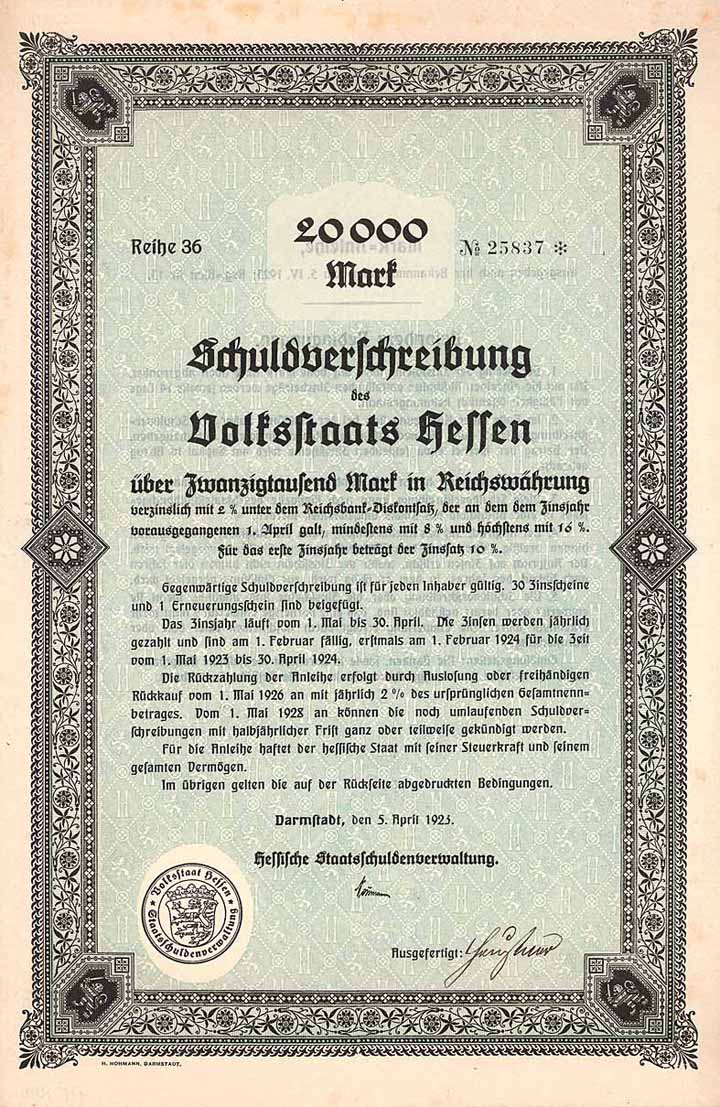 20000
Reihe 36
№ 25837 *
Mark
Schuldverschreibung
des
Volksstaats Hessen
über Zwanzigtausend Mark in Reichswährung
verzinslich mit 2 % unter dem Reichsbank-Diskontsatz, der an dem dem Zinsjahr
vorausgegangenen 1. April galt, mindestens mit 8 % und höchstens mit 16 %.
Für das erste Zinsjahr beträgt der Zinsatz 10 %.
Gegenwärtige Schuldverschreibung ist für jeden Inhaber gültig. 30 Zinsscheine
und 1 Erneuerungsschein sind beigefügt.
Das Zinsjahr läuft vom 1. Mai bis 30. April. Die Zinsen werden jährlich
gezahlt und sind am 1. Februar fällig, erstmals am 1. Februar 1924 für die Zeit
vom 1. Mai 1923 bis 30. April 1924.
Die Rückzahlung der Anleihe erfolgt durch Auslosung oder freihändigen
Rückkauf vom 1. Mai 1926 an mit jährlich 2 % des ursprünglichen Gesamtnenn-
betrages. Vom 1. Mai 1928 an können die noch umlaufenden Schuldver-
schreibungen mit halbjährlicher Frist ganz oder teilweise gekündigt werden.
Für die Anleihe haftet der hessische Staat mit seiner Steuerkraft und seinem
gesamten Vermögen.
Im übrigen gelten die auf der Rückseite abgedruckten Bedingungen.
Darmstadt, den 5. April 1923.
Hessische Staatsschuldenverwaltung.
Volksstaat Hessen
Staatsschuldenverwaltung
Ausgefertigt:
H. HOHMANN, DARMSTADT.